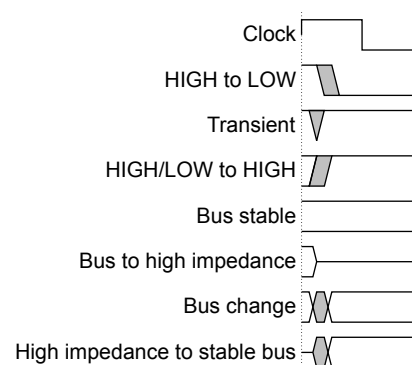 Clock
HIGH to LOW
Transient
HIGH/LOW to HIGH
Bus stable
Bus to high impedance
Bus change
High impedance to stable bus